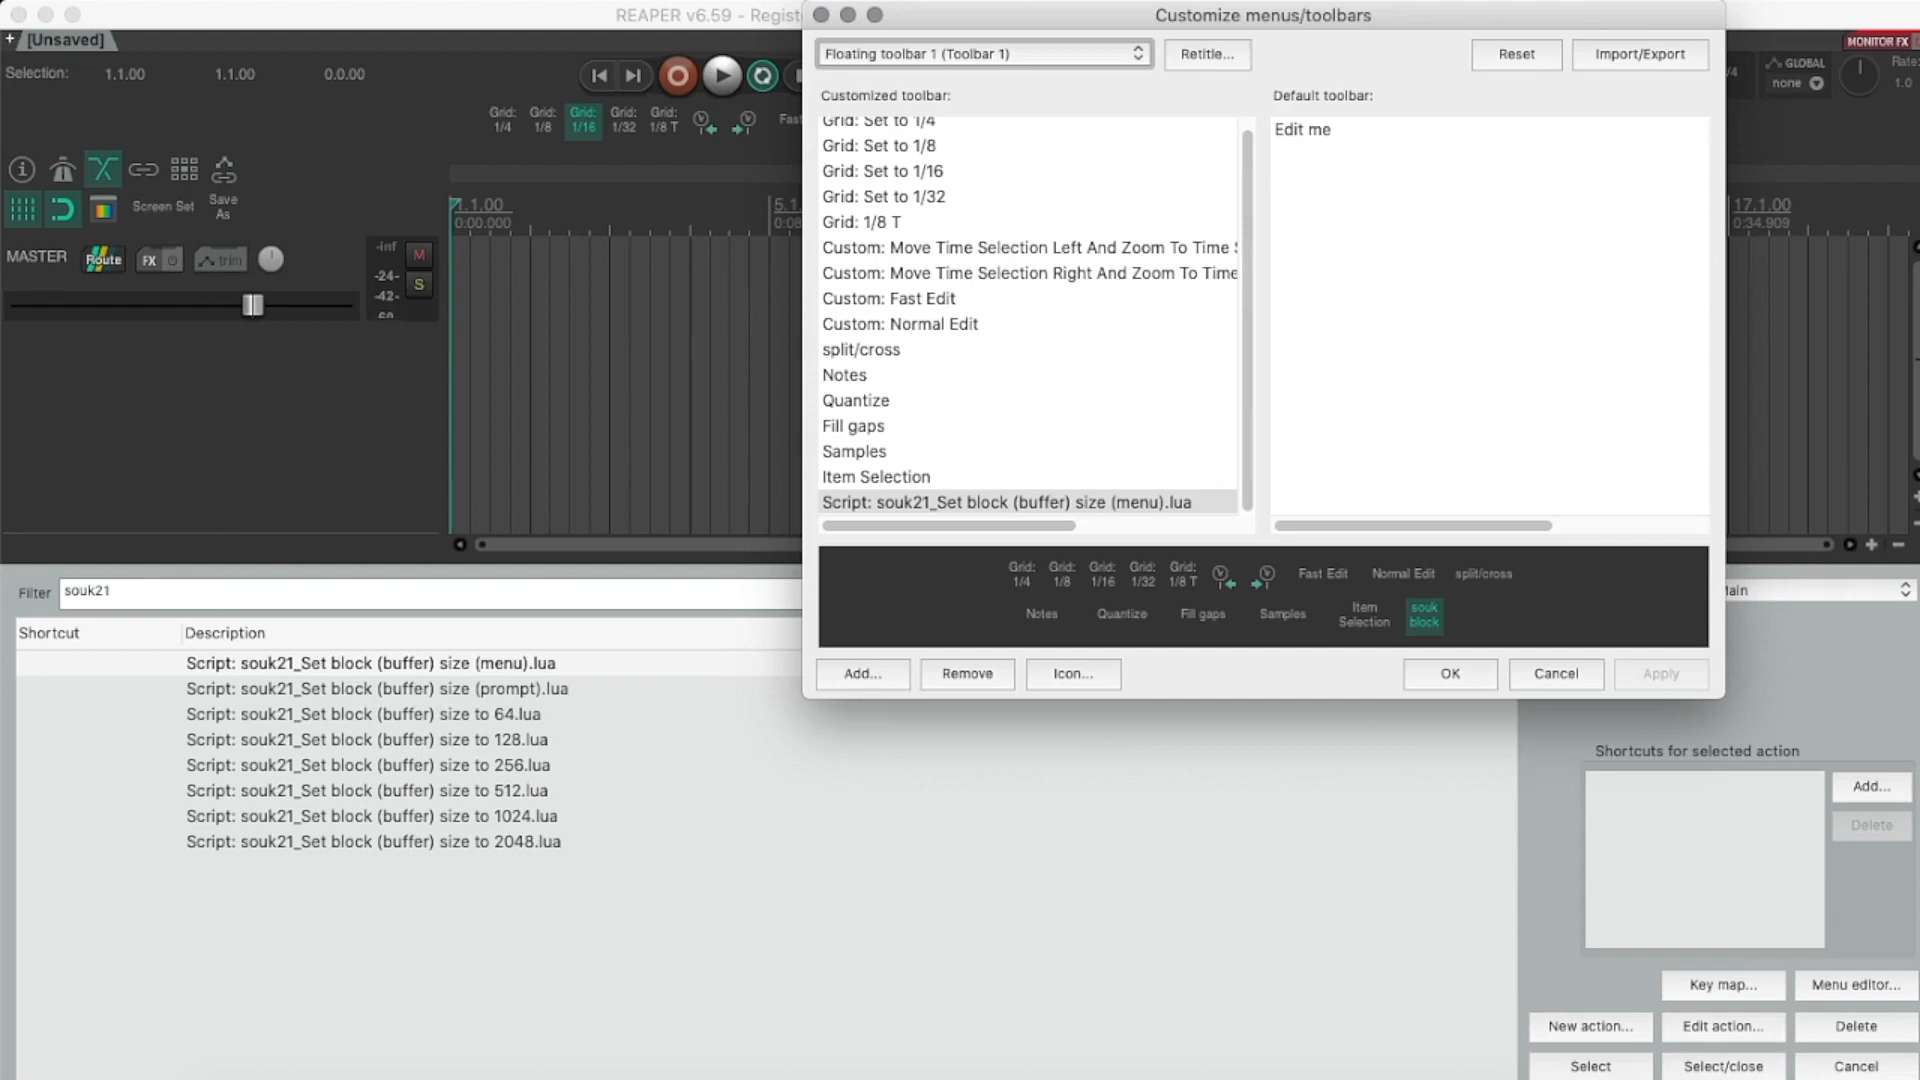 REAPER v6.59 - Regist
Customize menus/toolbars
+ [Unsaved]
MONITOR FX
Selection: 1.1.00 1.1.00 0.0.00
Floating toolbar 1 (Toolbar 1)
Retitle...
Reset
Import/Export
GLOBAL
none
Rate:
1.0
/4
Grid: 1/4
Grid: 1/8
Grid: 1/16
Grid: 1/32
Grid: 1/8 T
Fast
Customized toolbar:
Default toolbar:
Grid: Set to 1/4
Grid: Set to 1/8
Grid: Set to 1/16
Grid: Set to 1/32
Grid: 1/8 T
Custom: Move Time Selection Left And Zoom To Time S
Custom: Move Time Selection Right And Zoom To Time
Custom: Fast Edit
Custom: Normal Edit
split/cross
Notes
Quantize
Fill gaps
Samples
Item Selection
Script: souk21_Set block (buffer) size (menu).lua
Edit me
Screen Set
Save
As
1.1.00
0:00.000
5.1
0:08
17.1.00
0:34.909
MASTER
Route
FX
trim
-inf
-24-
-42-
-60
M
S
Grid: 1/4
Grid: 1/8
Grid: 1/16
Grid: 1/32
Grid: 1/8 T
Fast Edit
Normal Edit
split/cross
Notes
Quantize
Fill gaps
Samples
Item
Selection
souk
block
Add...
Remove
Icon...
OK
Cancel
Apply
Filter souk21
Main
Shortcut
Description
Script: souk21_Set block (buffer) size (menu).lua
Script: souk21_Set block (buffer) size (prompt).lua
Script: souk21_Set block (buffer) size to 64.lua
Script: souk21_Set block (buffer) size to 128.lua
Script: souk21_Set block (buffer) size to 256.lua
Script: souk21_Set block (buffer) size to 512.lua
Script: souk21_Set block (buffer) size to 1024.lua
Script: souk21_Set block (buffer) size to 2048.lua
Shortcuts for selected action
Add...
Delete
Key map...
Menu editor...
New action...
Edit action...
Delete
Select
Select/close
Cancel